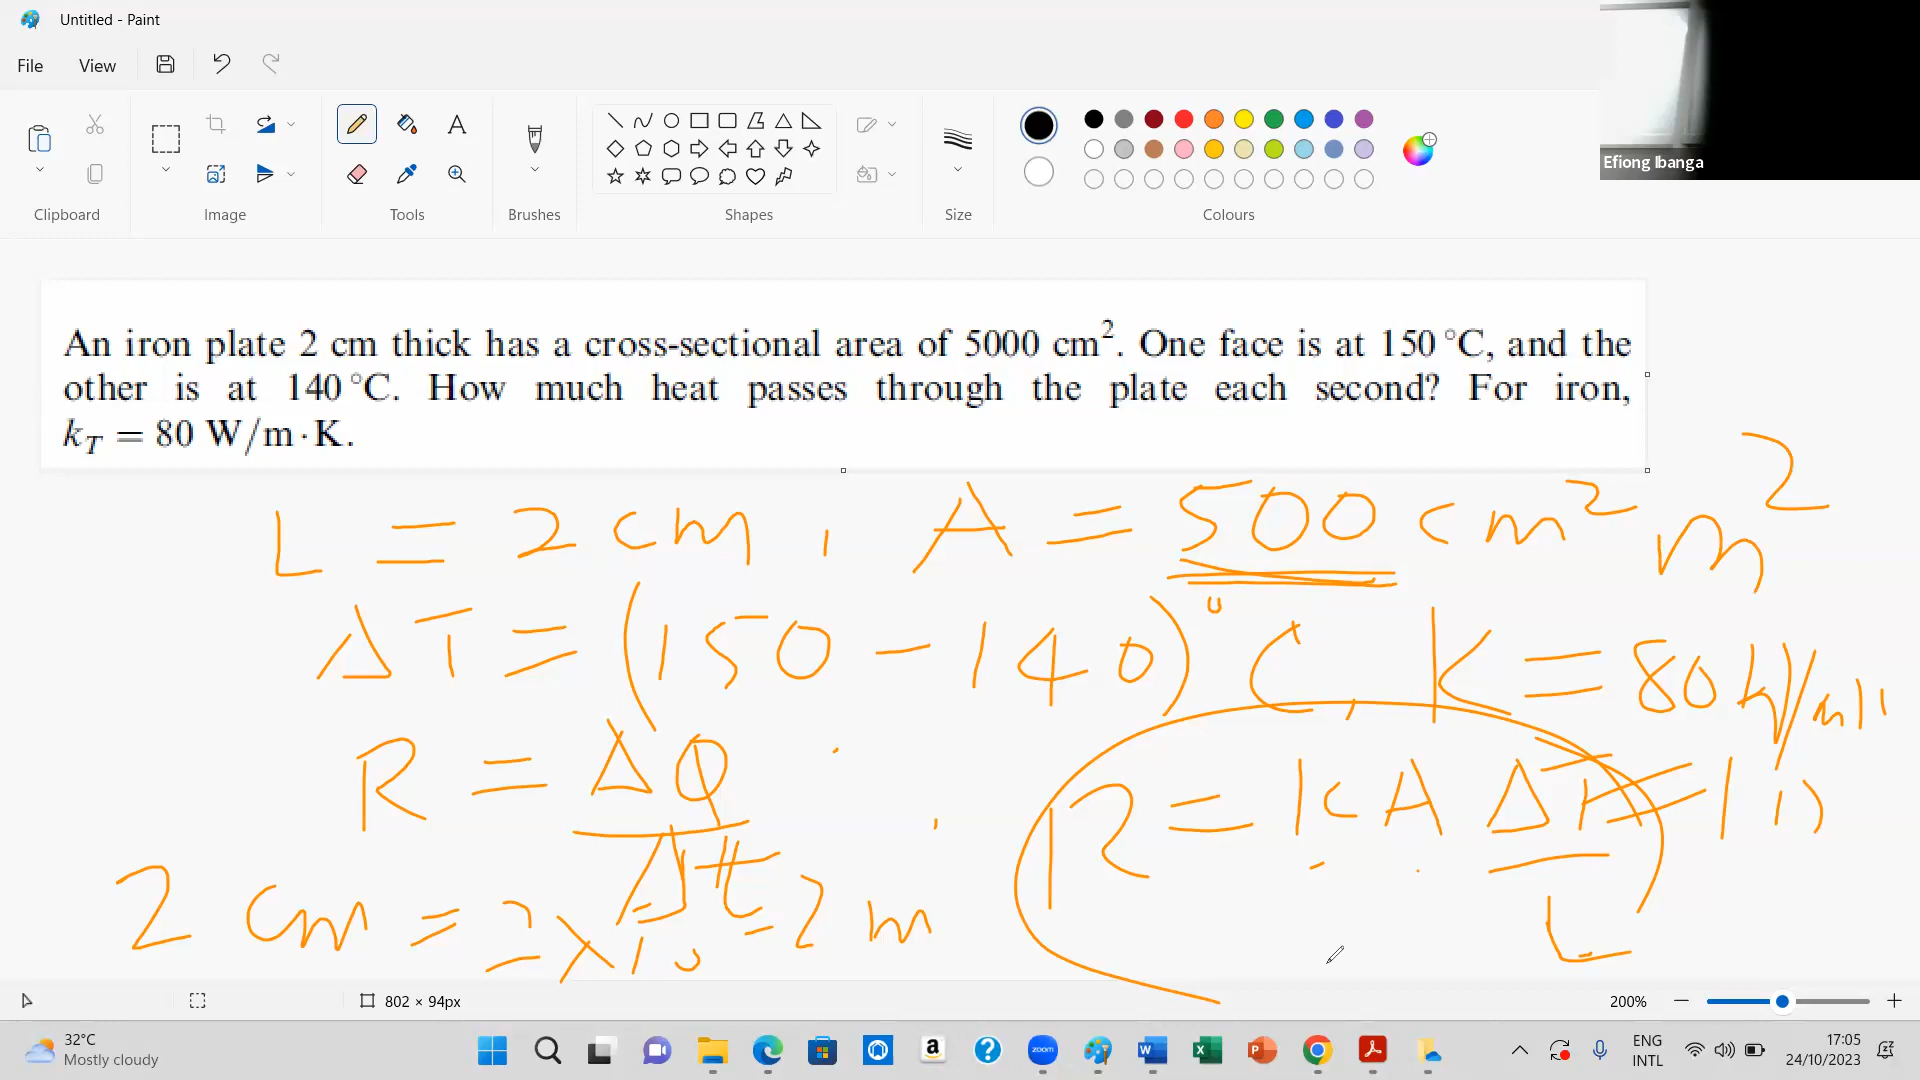 Untitled - Paint
File View
Clipboard Image Tools Brushes Shapes Size Colours
Efiong Ibanga
An iron plate 2 cm thick has a cross-sectional area of 5000 cm². One face is at 150 °C, and the
other is at 140 °C. How much heat passes through the plate each second? For iron,
k_T = 80 W/m·K.
L = 2 cm, A = 500 cm² m²
ΔT = (150 - 140)°C, K = 80 W/mK
R = ΔQ/Δt, R = KA ΔT/L
2 cm = 2 × 10⁻² m
802 × 94px 200%
32°C
Mostly cloudy
zoom
ENG
INTL
17:05
24/10/2023